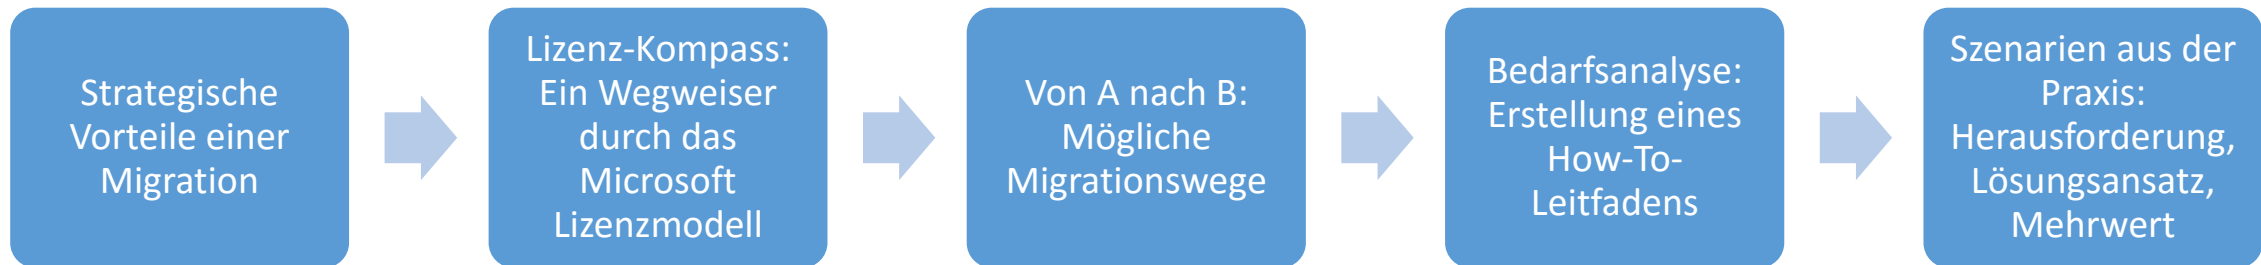 Strategische
Vorteile einer
Migration
Lizenz-Kompass:
Ein Wegweiser
durch das
Microsoft
Lizenzmodell
Von A nach B:
Mögliche
Migrationswege
Bedarfsanalyse:
Erstellung eines
How-To-
Leitfadens
Szenarien aus der
Praxis:
Herausforderung,
Lösungsansatz,
Mehrwert